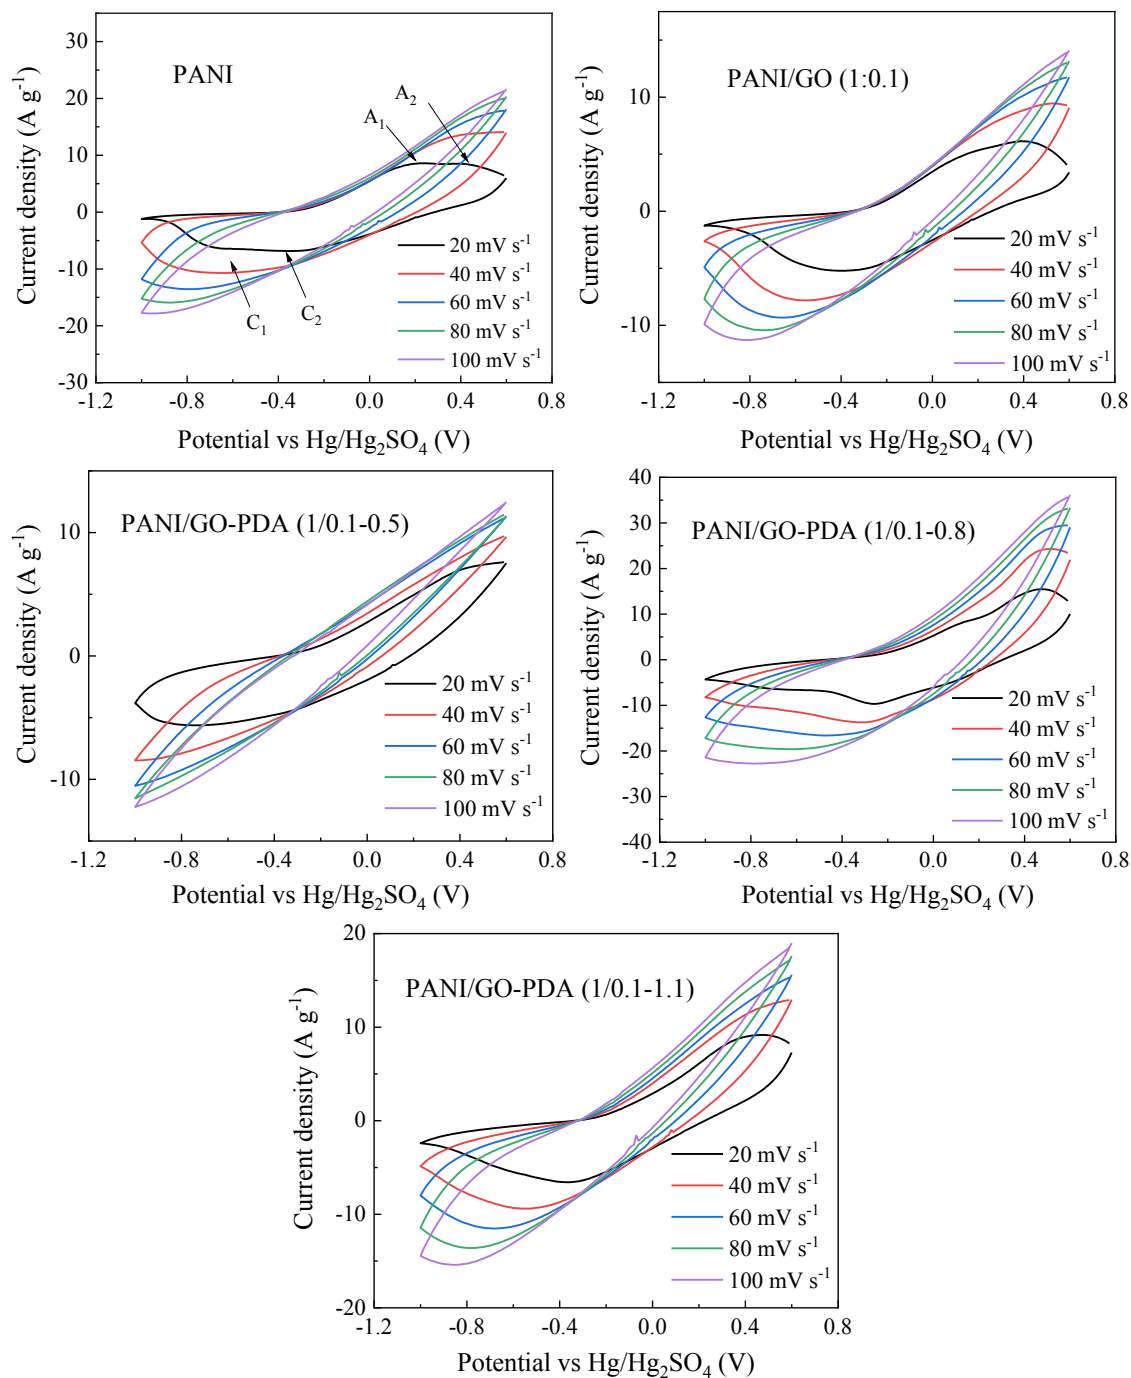 PANI
A₁
A₂
C₁
C₂
20 mV s⁻¹
40 mV s⁻¹
60 mV s⁻¹
80 mV s⁻¹
100 mV s⁻¹
30
20
10
0
-10
-20
-30
-1.2 -0.8 -0.4 0.0 0.4 0.8
Current density (A g⁻¹)
Potential vs Hg/Hg₂SO₄ (V)
PANI/GO (1:0.1)
20 mV s⁻¹
40 mV s⁻¹
60 mV s⁻¹
80 mV s⁻¹
100 mV s⁻¹
10
0
-10
-1.2 -0.8 -0.4 0.0 0.4 0.8
Current density (A g⁻¹)
Potential vs Hg/Hg₂SO₄ (V)
PANI/GO-PDA (1/0.1-0.5)
20 mV s⁻¹
40 mV s⁻¹
60 mV s⁻¹
80 mV s⁻¹
100 mV s⁻¹
10
0
-10
-1.2 -0.8 -0.4 0.0 0.4 0.8
Current density (A g⁻¹)
Potential vs Hg/Hg₂SO₄ (V)
PANI/GO-PDA (1/0.1-0.8)
20 mV s⁻¹
40 mV s⁻¹
60 mV s⁻¹
80 mV s⁻¹
100 mV s⁻¹
40
30
20
10
0
-10
-20
-30
-40
-1.2 -0.8 -0.4 0.0 0.4 0.8
Current density (A g⁻¹)
Potential vs Hg/Hg₂SO₄ (V)
PANI/GO-PDA (1/0.1-1.1)
20 mV s⁻¹
40 mV s⁻¹
60 mV s⁻¹
80 mV s⁻¹
100 mV s⁻¹
20
10
0
-10
-20
-1.2 -0.8 -0.4 0.0 0.4 0.8
Current density (A g⁻¹)
Potential vs Hg/Hg₂SO₄ (V)